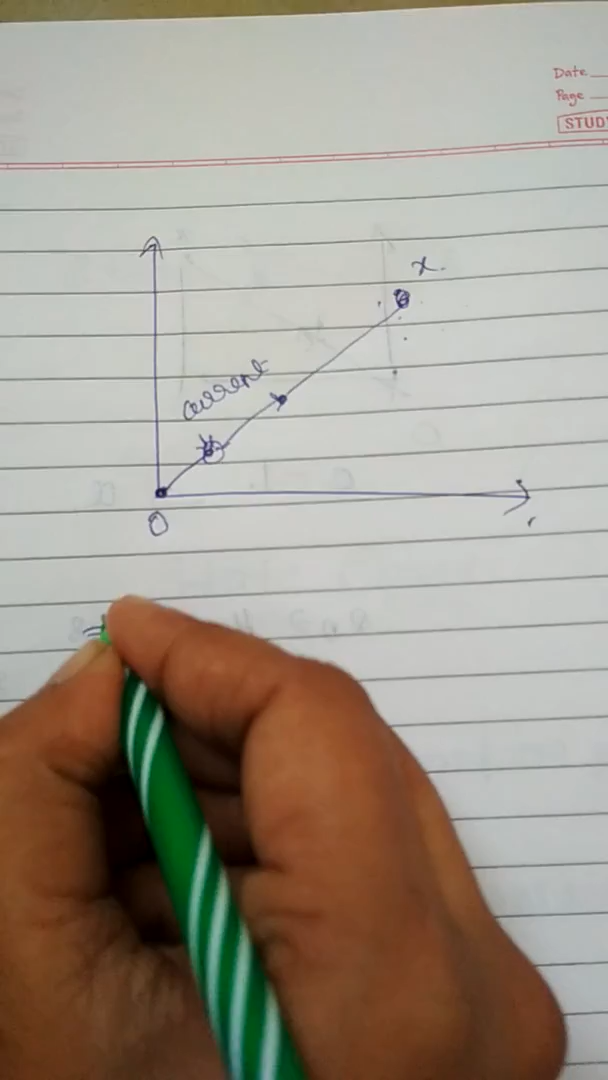 Date
Page
STUD
x.
current
O